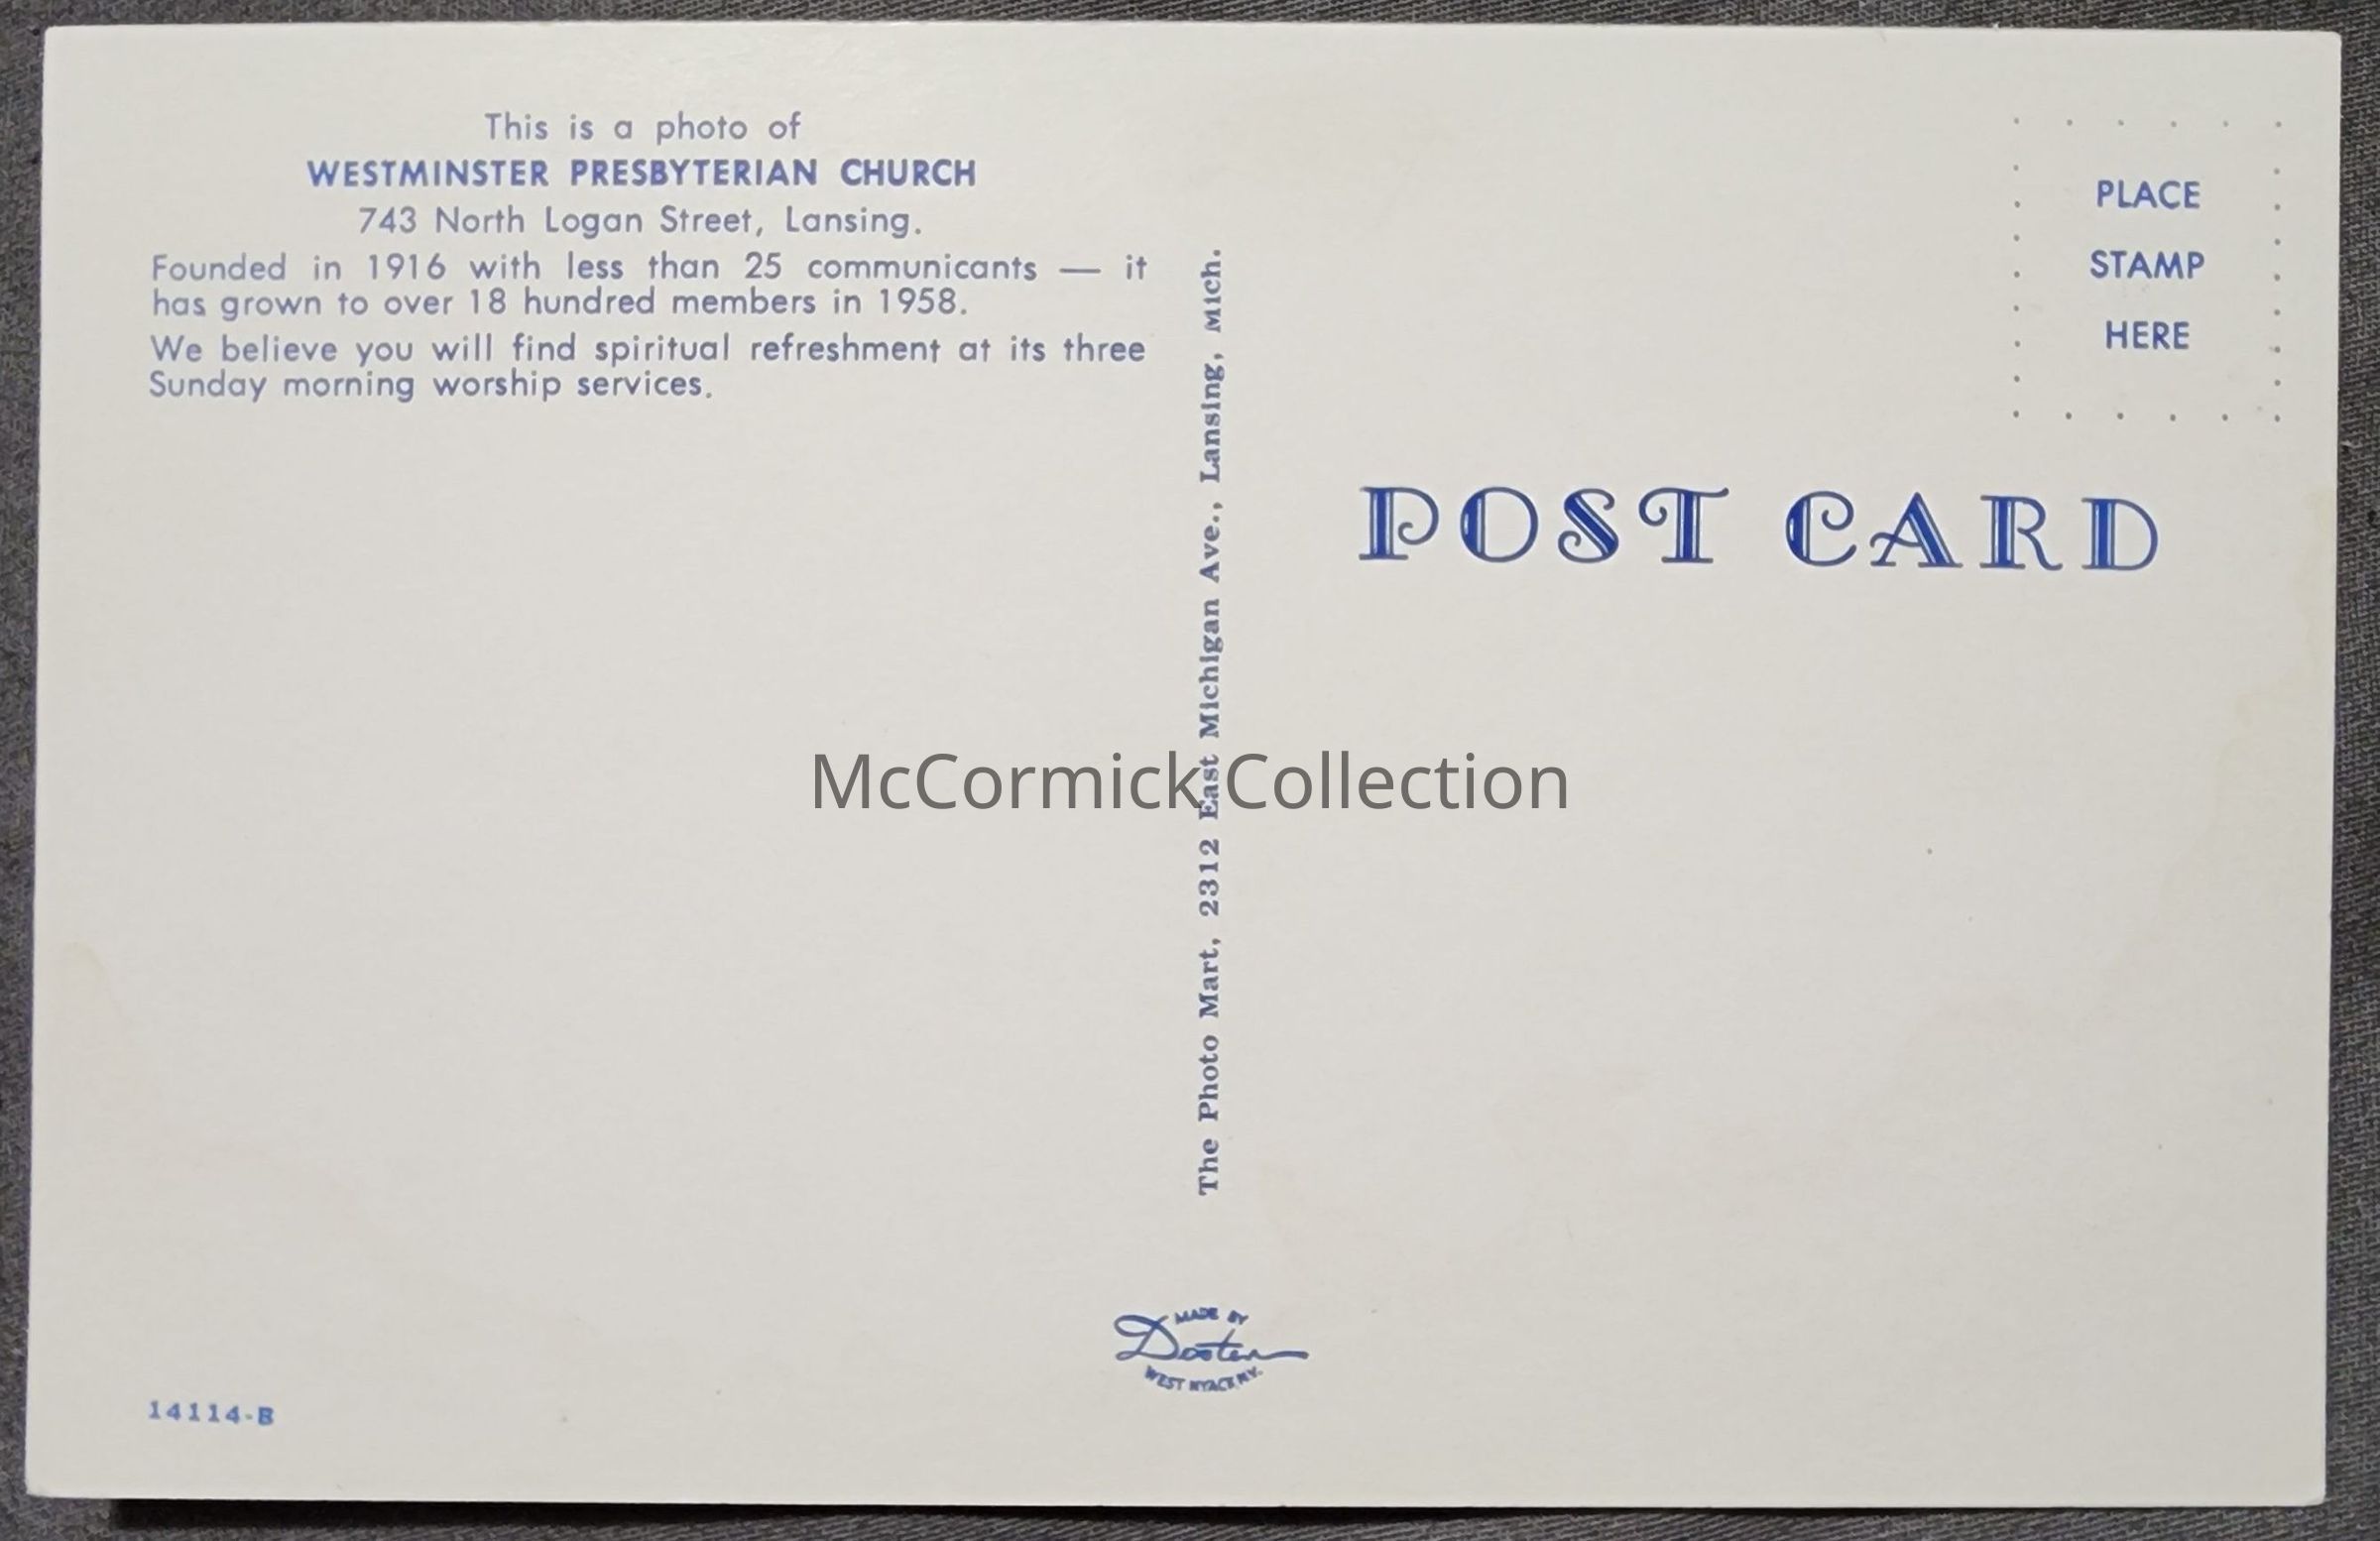 This is a photo of
WESTMINSTER PRESBYTERIAN CHURCH
743 North Logan Street, Lansing.
Founded in 1916 with less than 25 communicants — it
has grown to over 18 hundred members in 1958.
We believe you will find spiritual refreshment at its three
Sunday morning worship services.
14114-B
The Photo Mart, 2312 East Michigan Ave., Lansing, Mich.
MADE BY
Dexter
WEST NYACK N.Y.
PLACE
STAMP
HERE
POST CARD
McCormick Collection